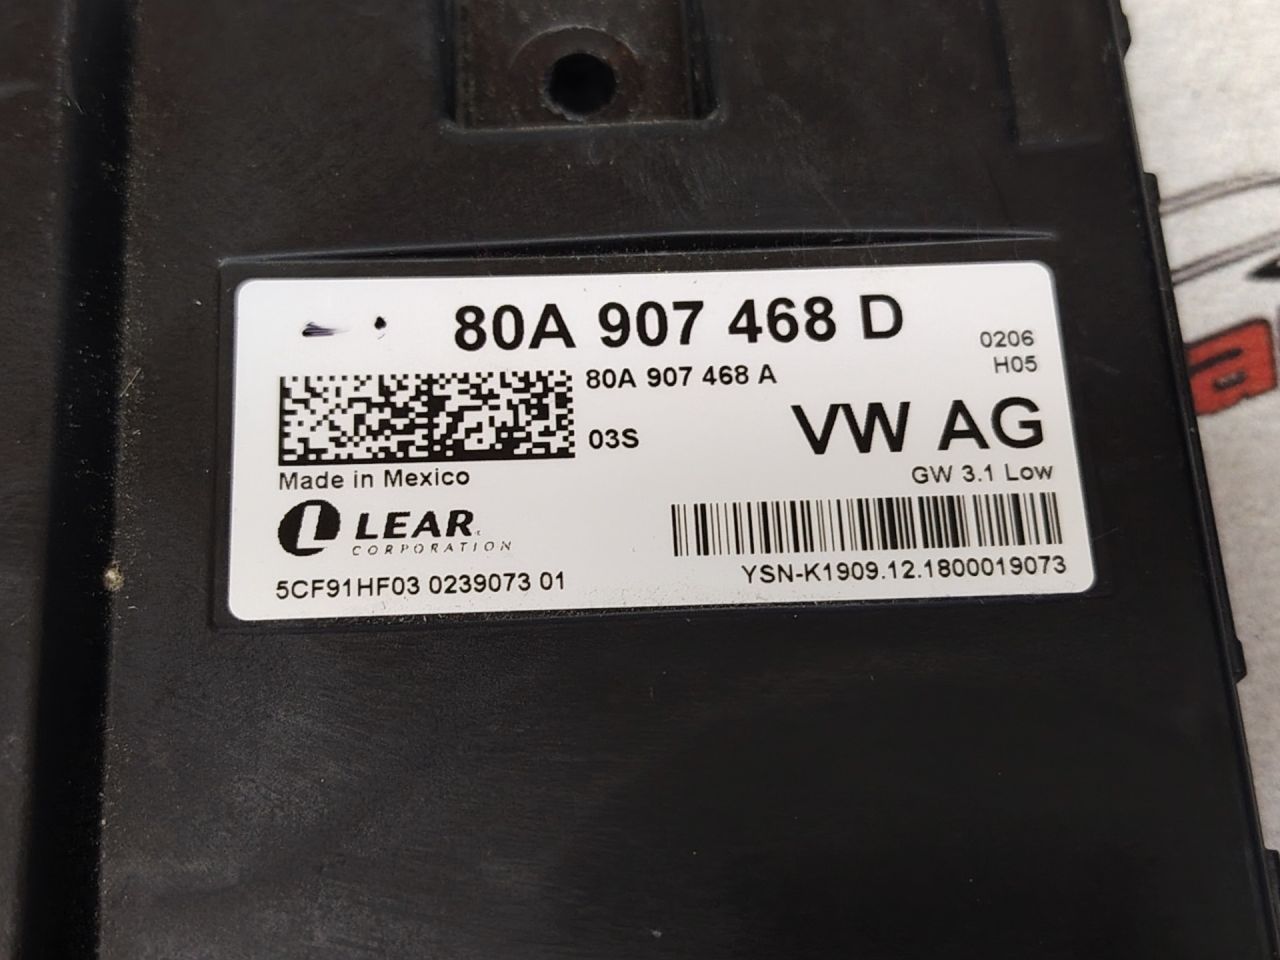 80A 907 468 D
0206
H05
80A 907 468 A
03S
VW AG
Made in Mexico
GW 3.1 Low
LEAR
CORPORATION
5CF91HF03 0239073 01
YSN-K1909.12.1800019073
a